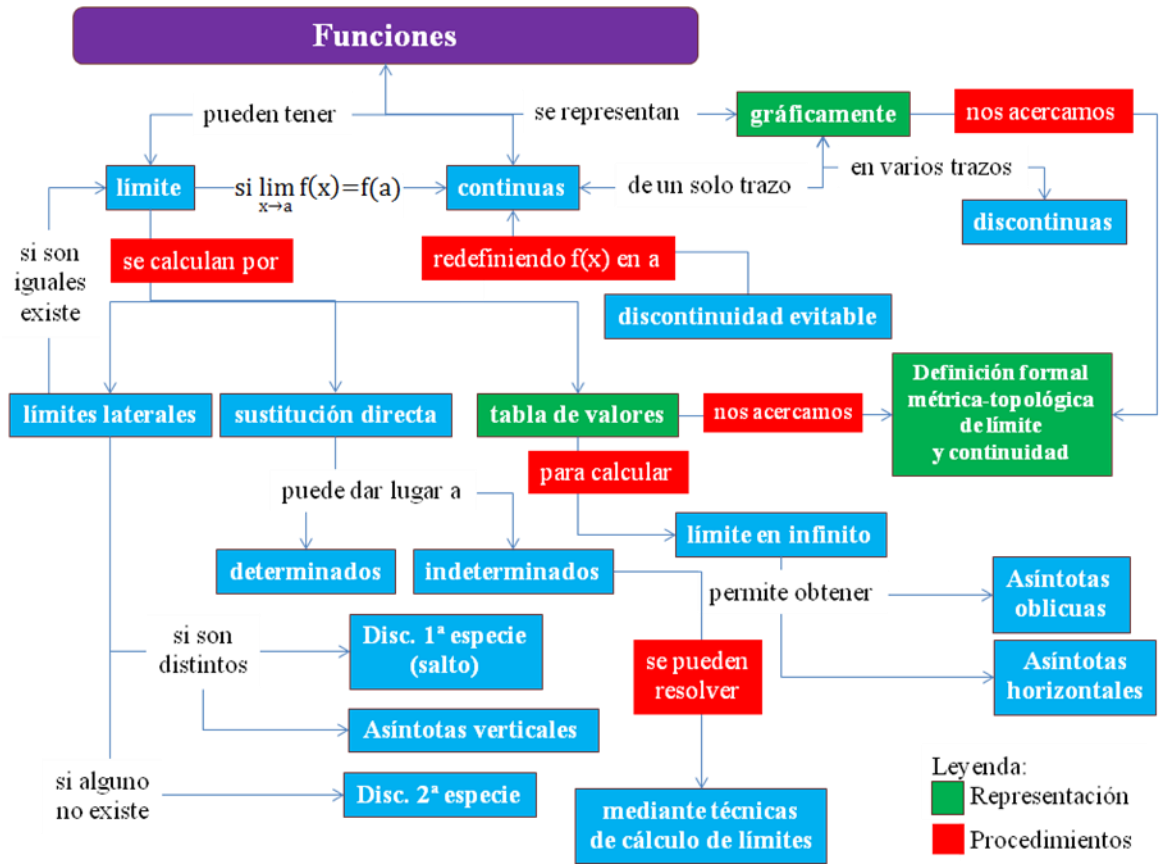 Funciones
pueden tener
se representan
gráficamente
nos acercamos
límite
si lim f(x)=f(a)
x→a
continuas
de un solo trazo
en varios trazos
discontinuas
si son
iguales
existe
se calculan por
redefiniendo f(x) en a
discontinuidad evitable
límites laterales
sustitución directa
tabla de valores
nos acercamos
Definición formal
métrica-topológica
de límite
y continuidad
para calcular
puede dar lugar a
límite en infinito
determinados
indeterminados
permite obtener
Asíntotas
oblicuas
si son
distintos
Disc. 1ª especie
(salto)
se pueden
resolver
Asíntotas
horizontales
Asíntotas verticales
si alguno
no existe
Disc. 2ª especie
mediante técnicas
de cálculo de límites
Leyenda:
Representación
Procedimientos